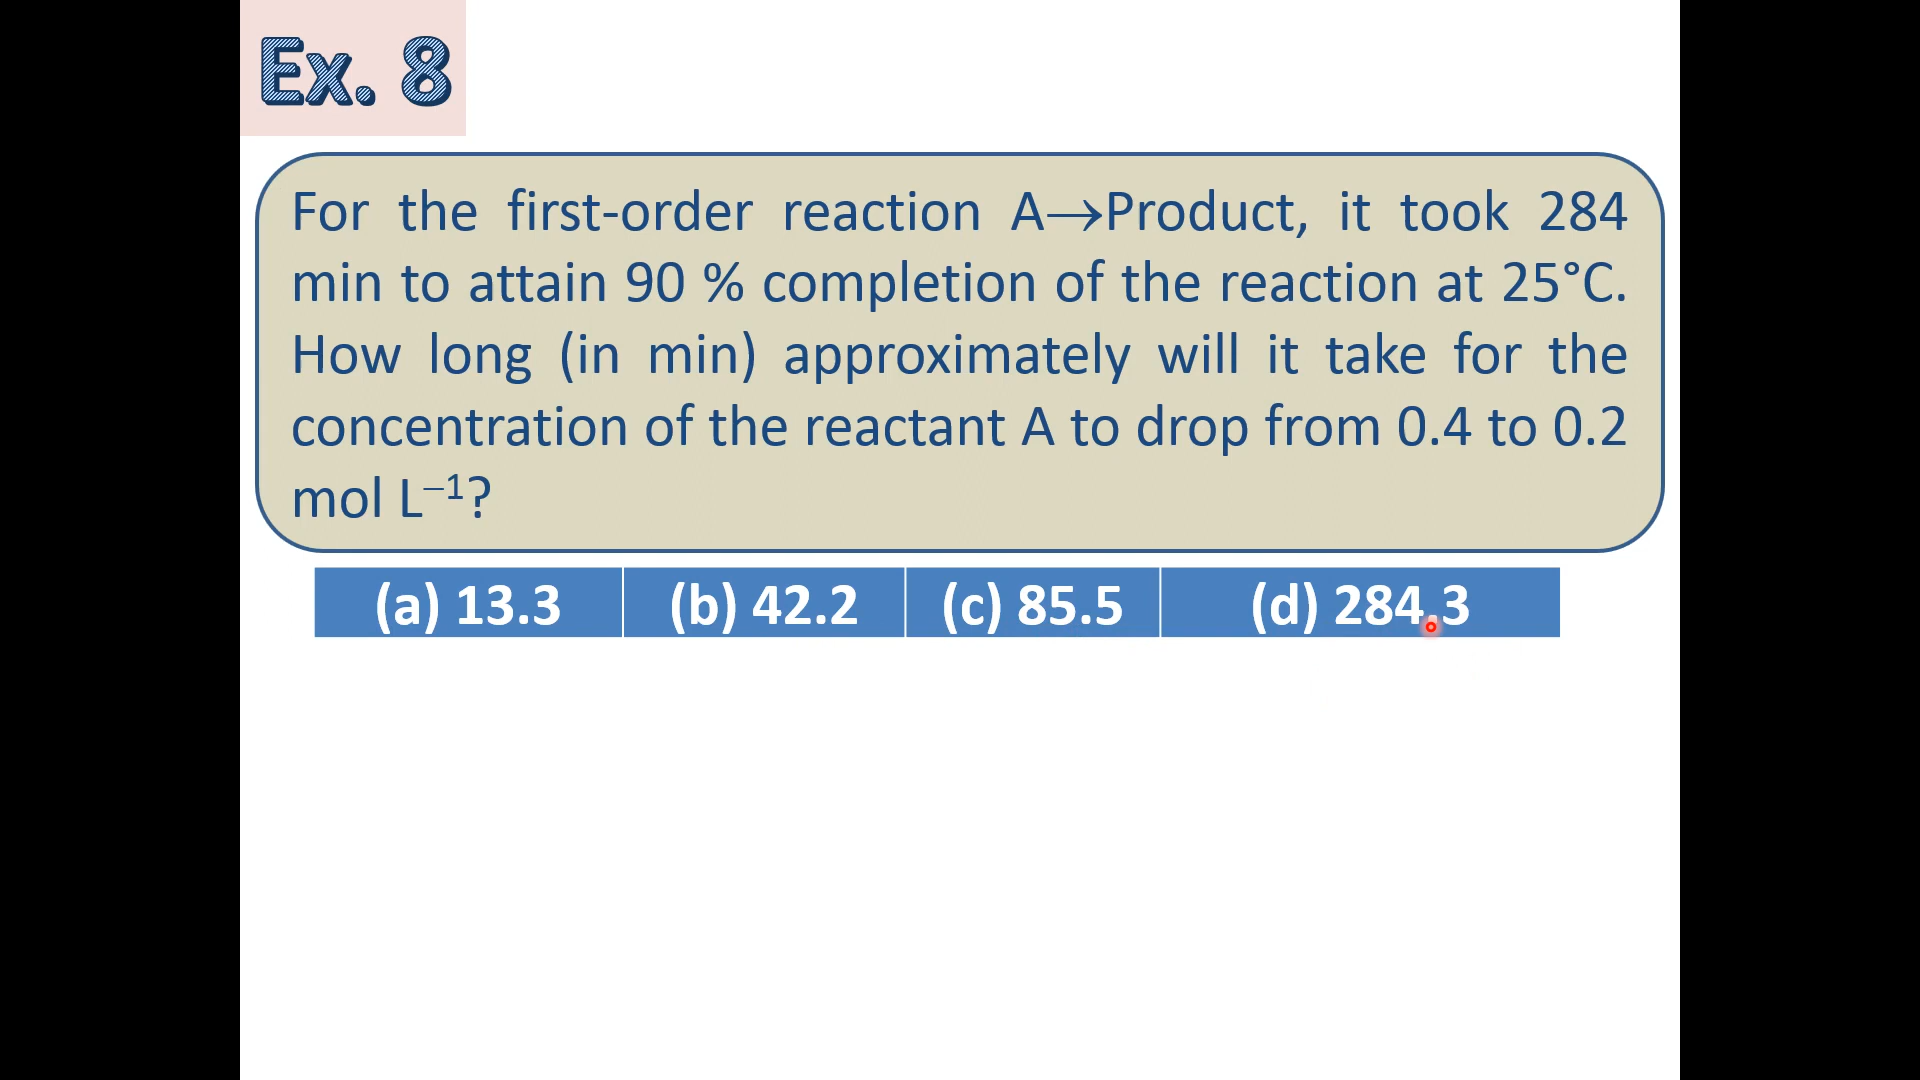 Ex. 8
For the first-order reaction A→Product, it took 284
min to attain 90 % completion of the reaction at 25°C.
How long (in min) approximately will it take for the
concentration of the reactant A to drop from 0.4 to 0.2
mol L⁻¹?
(a) 13.3 (b) 42.2 (c) 85.5 (d) 284.3